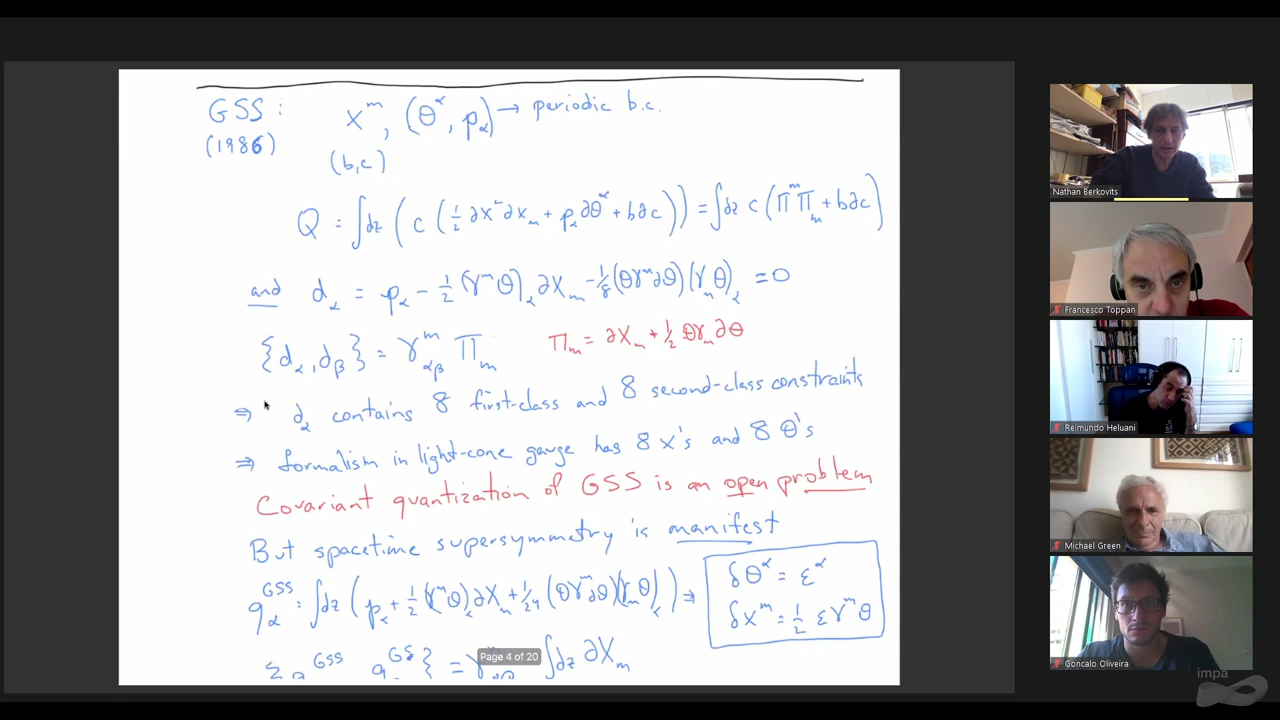 GSS :
(1986)
x^m, (θ^α, p_α) → periodic b.c.
(b,c)
Q = ∫dz (c (½ ∂x^m ∂x_m + p_α ∂θ^α + b∂c)) = ∫dz c (Π^m Π_m + b∂c)
and d_α = p_α − ½ (γ^m θ)_α ∂X_m − ⅛ (θγ^m ∂θ)(γ_m θ)_α = 0
{d_α, d_β} = γ^m_αβ Π_m
Π_m = ∂X_m + ½ θγ_m ∂θ
⇒ d_α contains 8 first-class and 8 second-class constraints
⇒ formalism in light-cone gauge has 8 x's and 8 θ's
Covariant quantization of GSS is an open problem
But spacetime supersymmetry is manifest
q_α^GSS = ∫dz (p_α + ½ (γ^m θ)_α ∂X_m + 1/24 (θγ^m ∂θ)(γ_m θ)_α) ⇒
δθ^α = ε^α
δx^m = ½ ε γ^m θ
∫dz ∂X_m
Page 4 of 20
Nathan Berkovits
Francesco Toppan
Reimundo Heluani
Michael Green
Goncalo Oliveira
impa